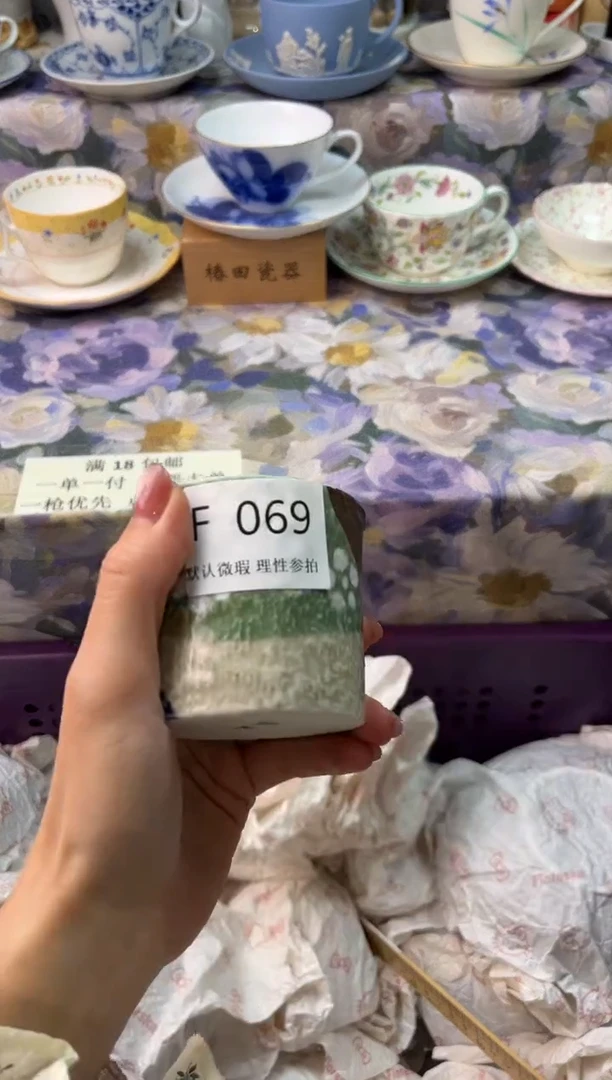 椿田瓷器
满 18 包邮
一单一付
一枪优先
F 069
默认微瑕 理性参拍